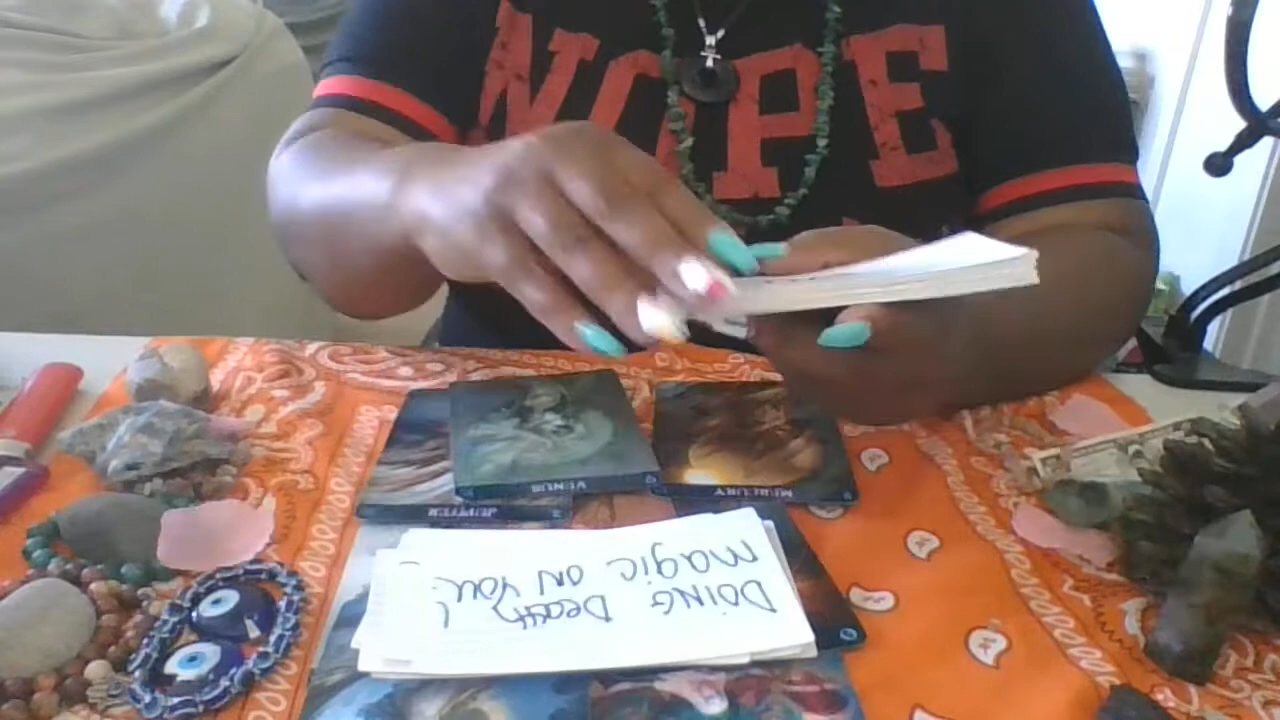 NOPE
VENUS
MERCURY
JUPITER
DOING Death
magic on you!